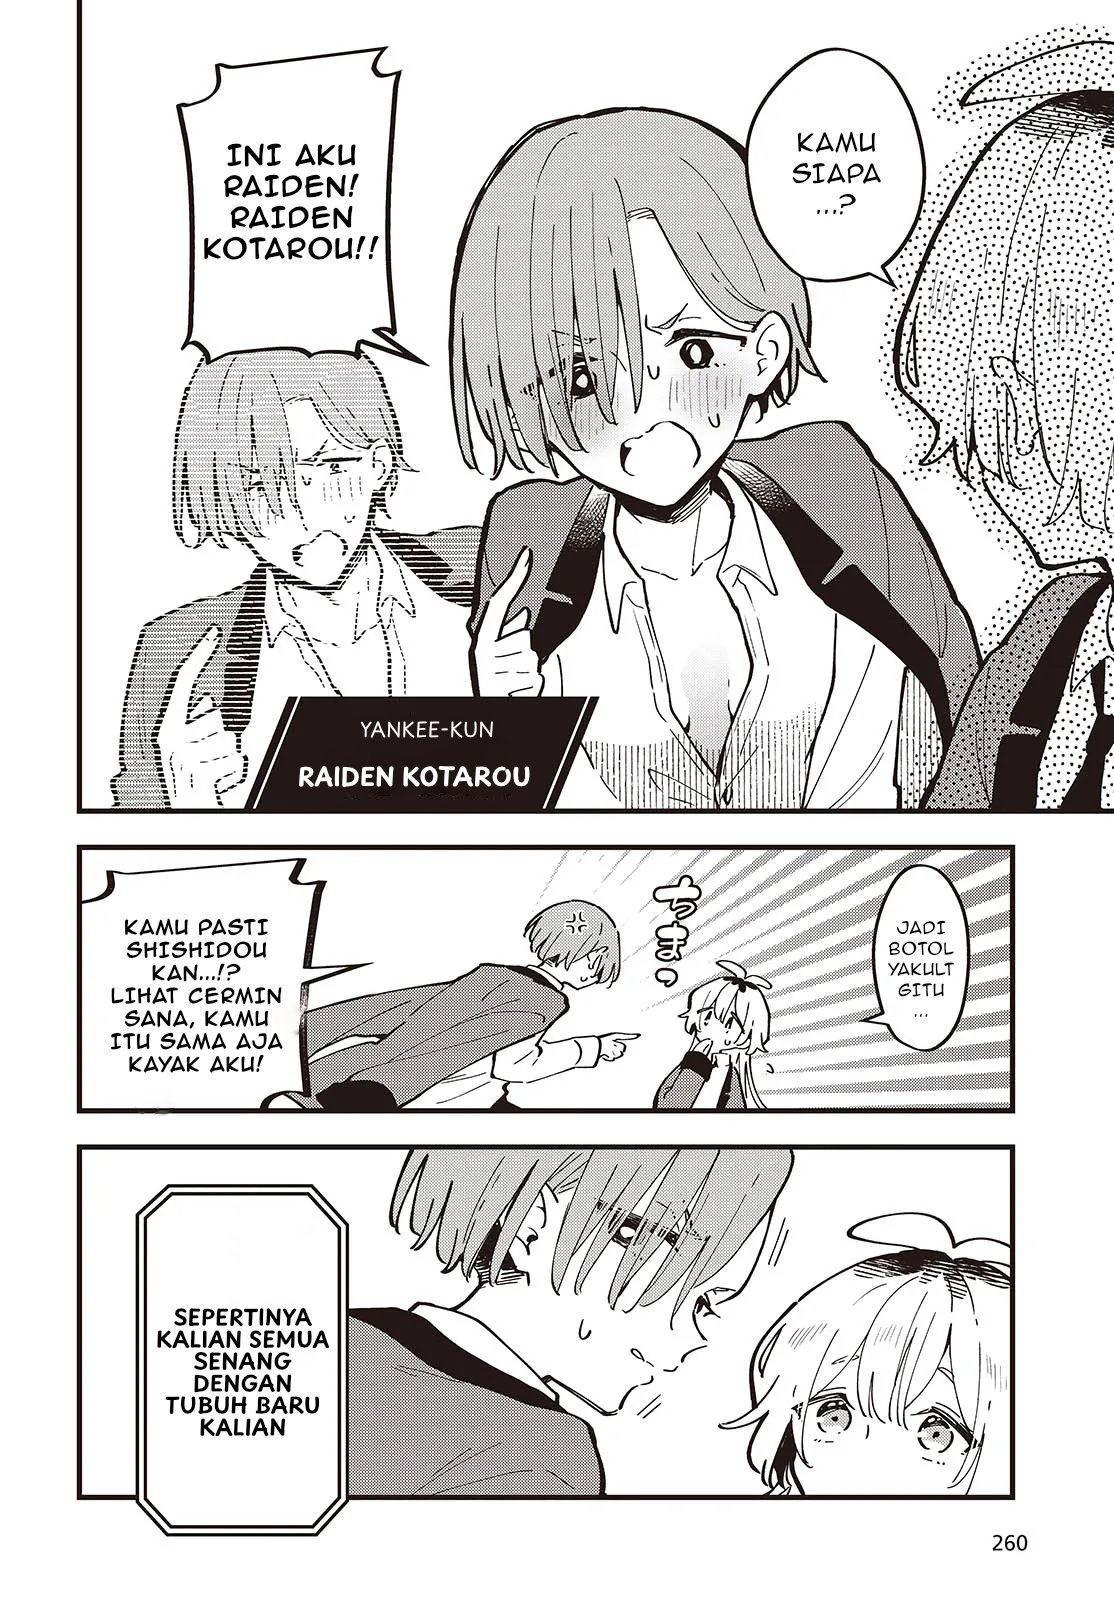 KAMU
SIAPA
...?
INI AKU
RAIDEN!
RAIDEN
KOTAROU!!
YANKEE-KUN
RAIDEN KOTAROU
JADI
BOTOL
YAKULT
GITU
...
ちまっ
KAMU PASTI
SHISHIDOU
KAN...!?
LIHAT CERMIN
SANA, KAMU
ITU SAMA AJA
KAYAK AKU!
SEPERTINYA
KALIAN SEMUA
SENANG
DENGAN
TUBUH BARU
KALIAN
260